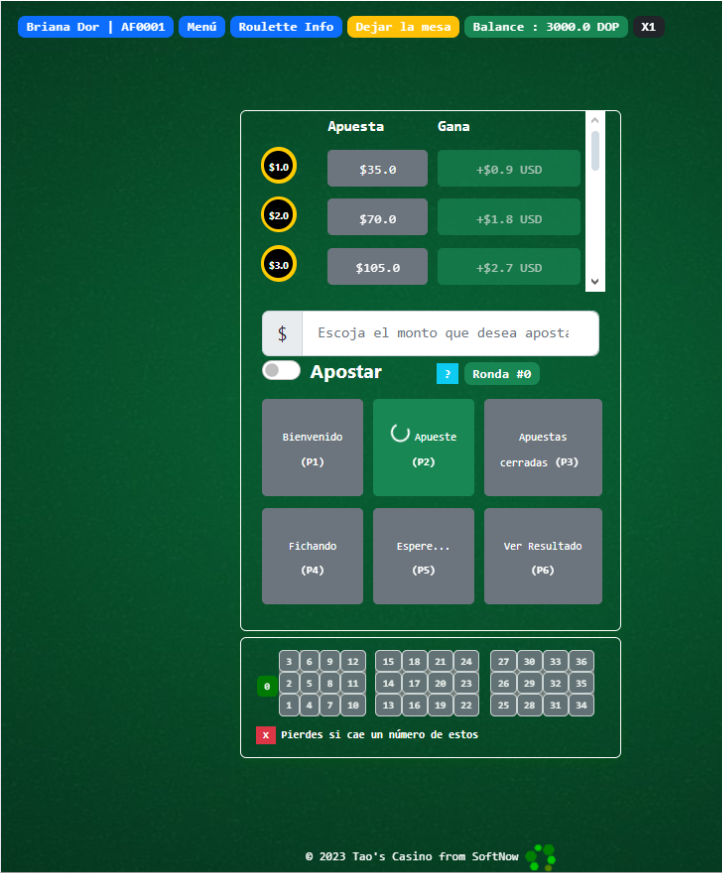 Briana Dor | AF0001 Menú Roulette Info Dejar la mesa Balance : 3000.0 DOP X1
Apuesta Gana
$1.0 $35.0 +$0.9 USD
$2.0 $70.0 +$1.8 USD
$3.0 $105.0 +$2.7 USD
$ Escoja el monto que desea aposta
Apostar ? Ronda #0
Bienvenido Apueste Apuestas
(P1) (P2) cerradas (P3)
Fichando Espere... Ver Resultado
(P4) (P5) (P6)
3 6 9 12 15 18 21 24 27 30 33 36
0 2 5 8 11 14 17 20 23 26 29 32 35
1 4 7 10 13 16 19 22 25 28 31 34
x Pierdes si cae un número de estos
© 2023 Tao's Casino from SoftNow